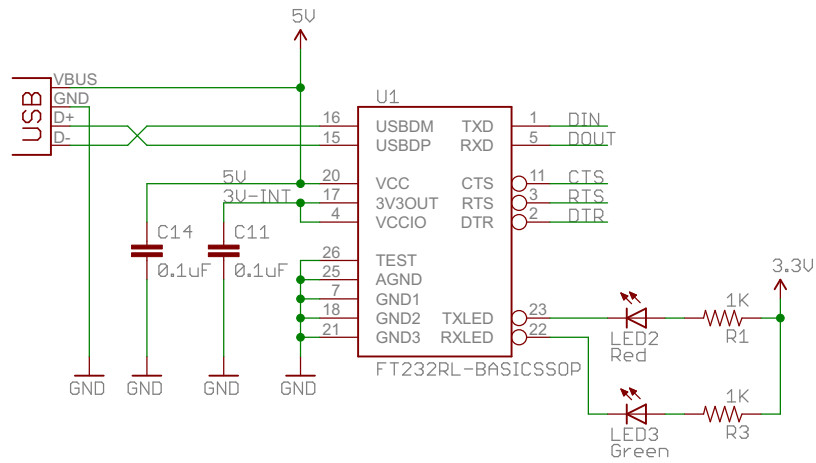 5V
USB
VBUS
GND
D+
D-
U1
16 USBDM TXD 1 DIN
15 USBDP RXD 5 DOUT
5V 20 VCC CTS 11 CTS
3V-INT 17 3V3OUT RTS 3 RTS
4 VCCIO DTR 2 DTR
C14 0.1uF
C11 0.1uF
26 TEST
25 AGND
7 GND1
18 GND2 TXLED 23
21 GND3 RXLED 22
FT232RL-BASICSSOP
3.3V
LED2
Red
1K
R1
LED3
Green
1K
R3
GND
GND
GND
GND